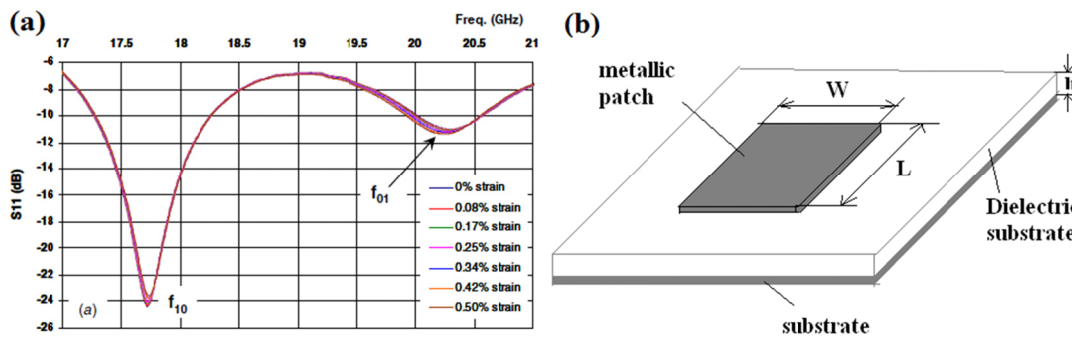 (a)
Freq. (GHz)
17 17.5 18 18.5 19 19.5 20 20.5 21
-6
-8
-10
-12
-14
-16
-18
-20
-22
-24
-26
S11 (dB)
f01
f10
0% strain
0.08% strain
0.17% strain
0.25% strain
0.34% strain
0.42% strain
0.50% strain
(a)
(b)
metallic
patch
W
L
h
Dielectric
substrate
substrate